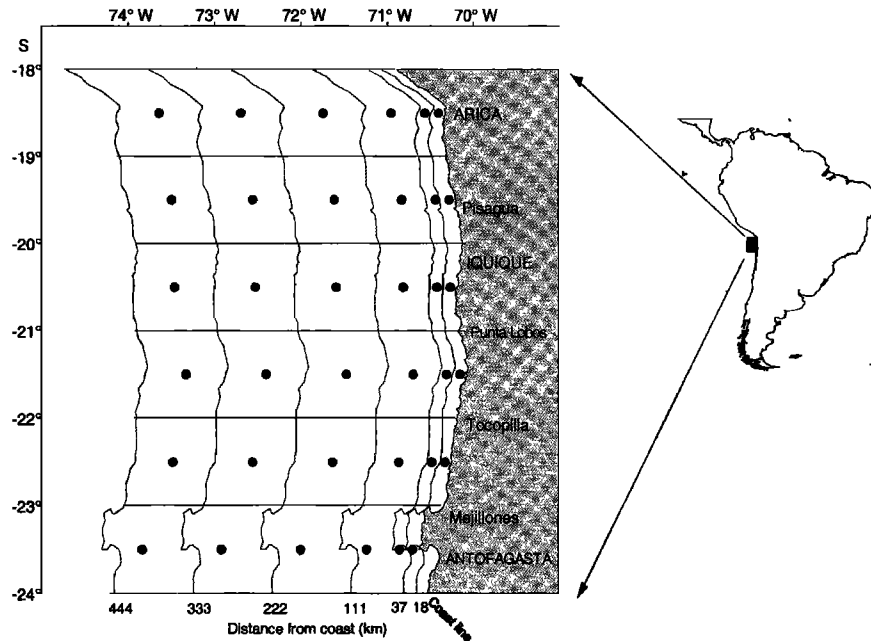 74° W 73° W 72° W 71° W 70° W
S
-18°
ARICA
-19°
Pisagua
-20°
IQUIQUE
-21°
Punta Lobos
-22°
Tocopilla
-23°
Mejillones
ANTOFAGASTA
-24°
444 333 222 111 37 18 Coast line
Distance from coast (km)